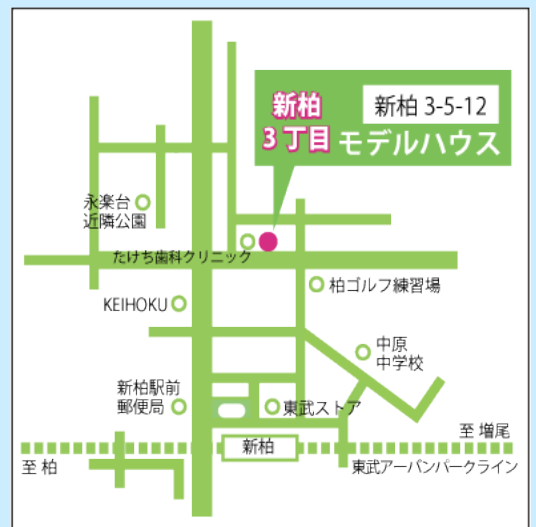 新柏
3丁目
新柏 3-5-12
モデルハウス
永楽台
近隣公園
たけち歯科クリニック
柏ゴルフ練習場
KEIHOKU
中原
中学校
新柏駅前
郵便局
東武ストア
至 増尾
新柏
至 柏
東武アーバンパークライン